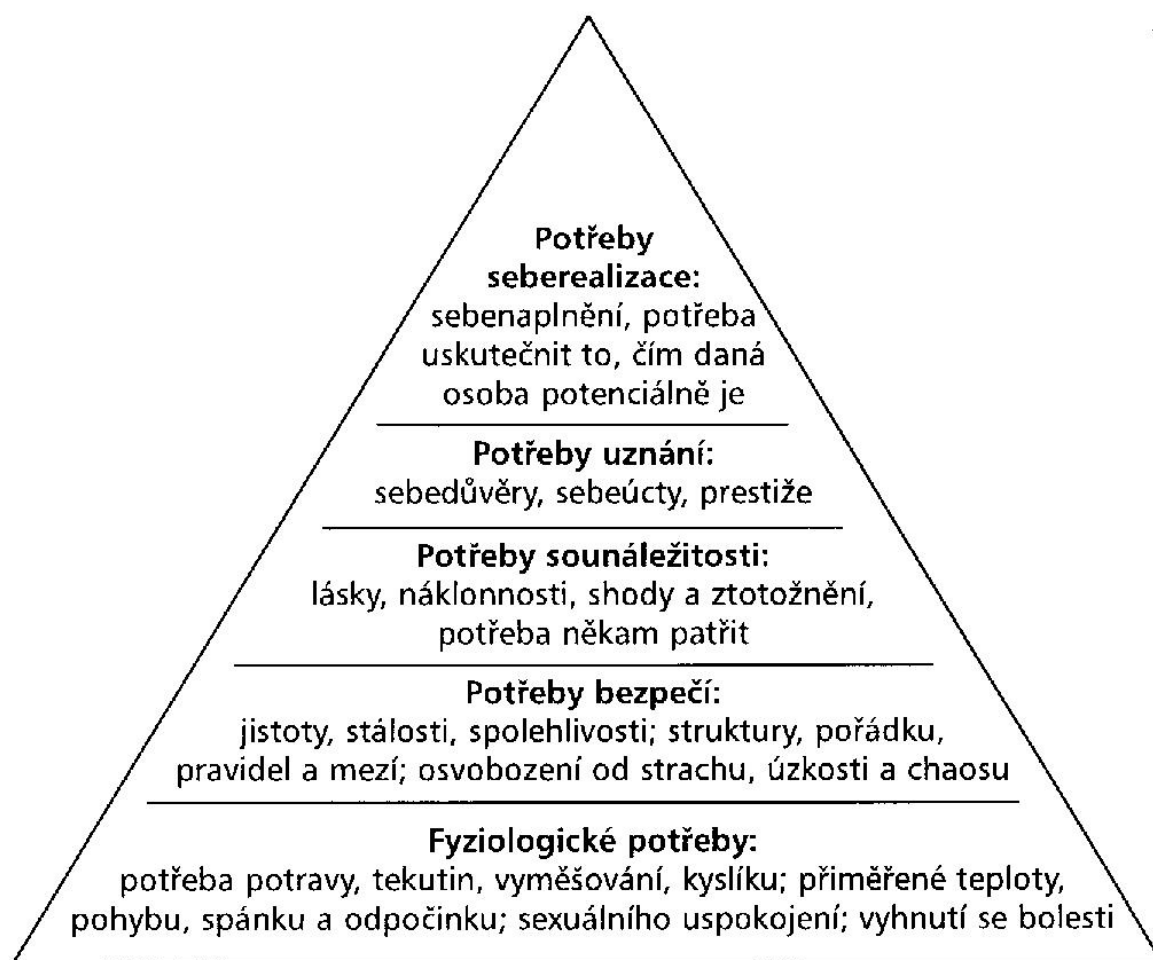 Potřeby
seberealizace:
sebenaplnění, potřeba
uskutečnit to, čím daná
osoba potenciálně je
Potřeby uznání:
sebedůvěry, sebeúcty, prestiže
Potřeby sounáležitosti:
lásky, náklonnosti, shody a ztotožnění,
potřeba někam patřit
Potřeby bezpečí:
jistoty, stálosti, spolehlivosti; struktury, pořádku,
pravidel a mezí; osvobození od strachu, úzkosti a chaosu
Fyziologické potřeby:
potřeba potravy, tekutin, vyměšování, kyslíku; přiměřené teploty,
pohybu, spánku a odpočinku; sexuálního uspokojení; vyhnutí se bolesti